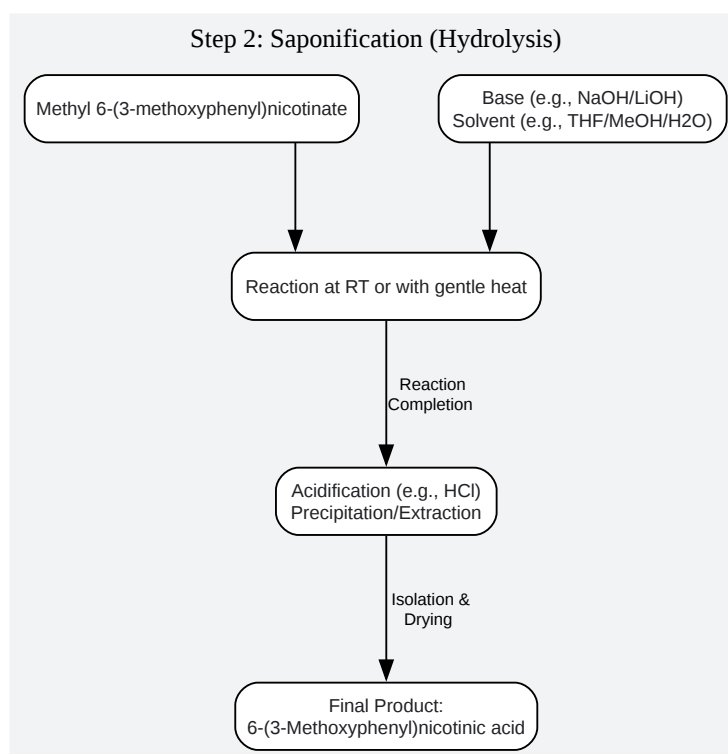 Step 2: Saponification (Hydrolysis)
Methyl 6-(3-methoxyphenyl)nicotinate
Base (e.g., NaOH/LiOH)
Solvent (e.g., THF/MeOH/H2O)
Reaction at RT or with gentle heat
Reaction
Completion
Acidification (e.g., HCl)
Precipitation/Extraction
Isolation &
Drying
Final Product:
6-(3-Methoxyphenyl)nicotinic acid